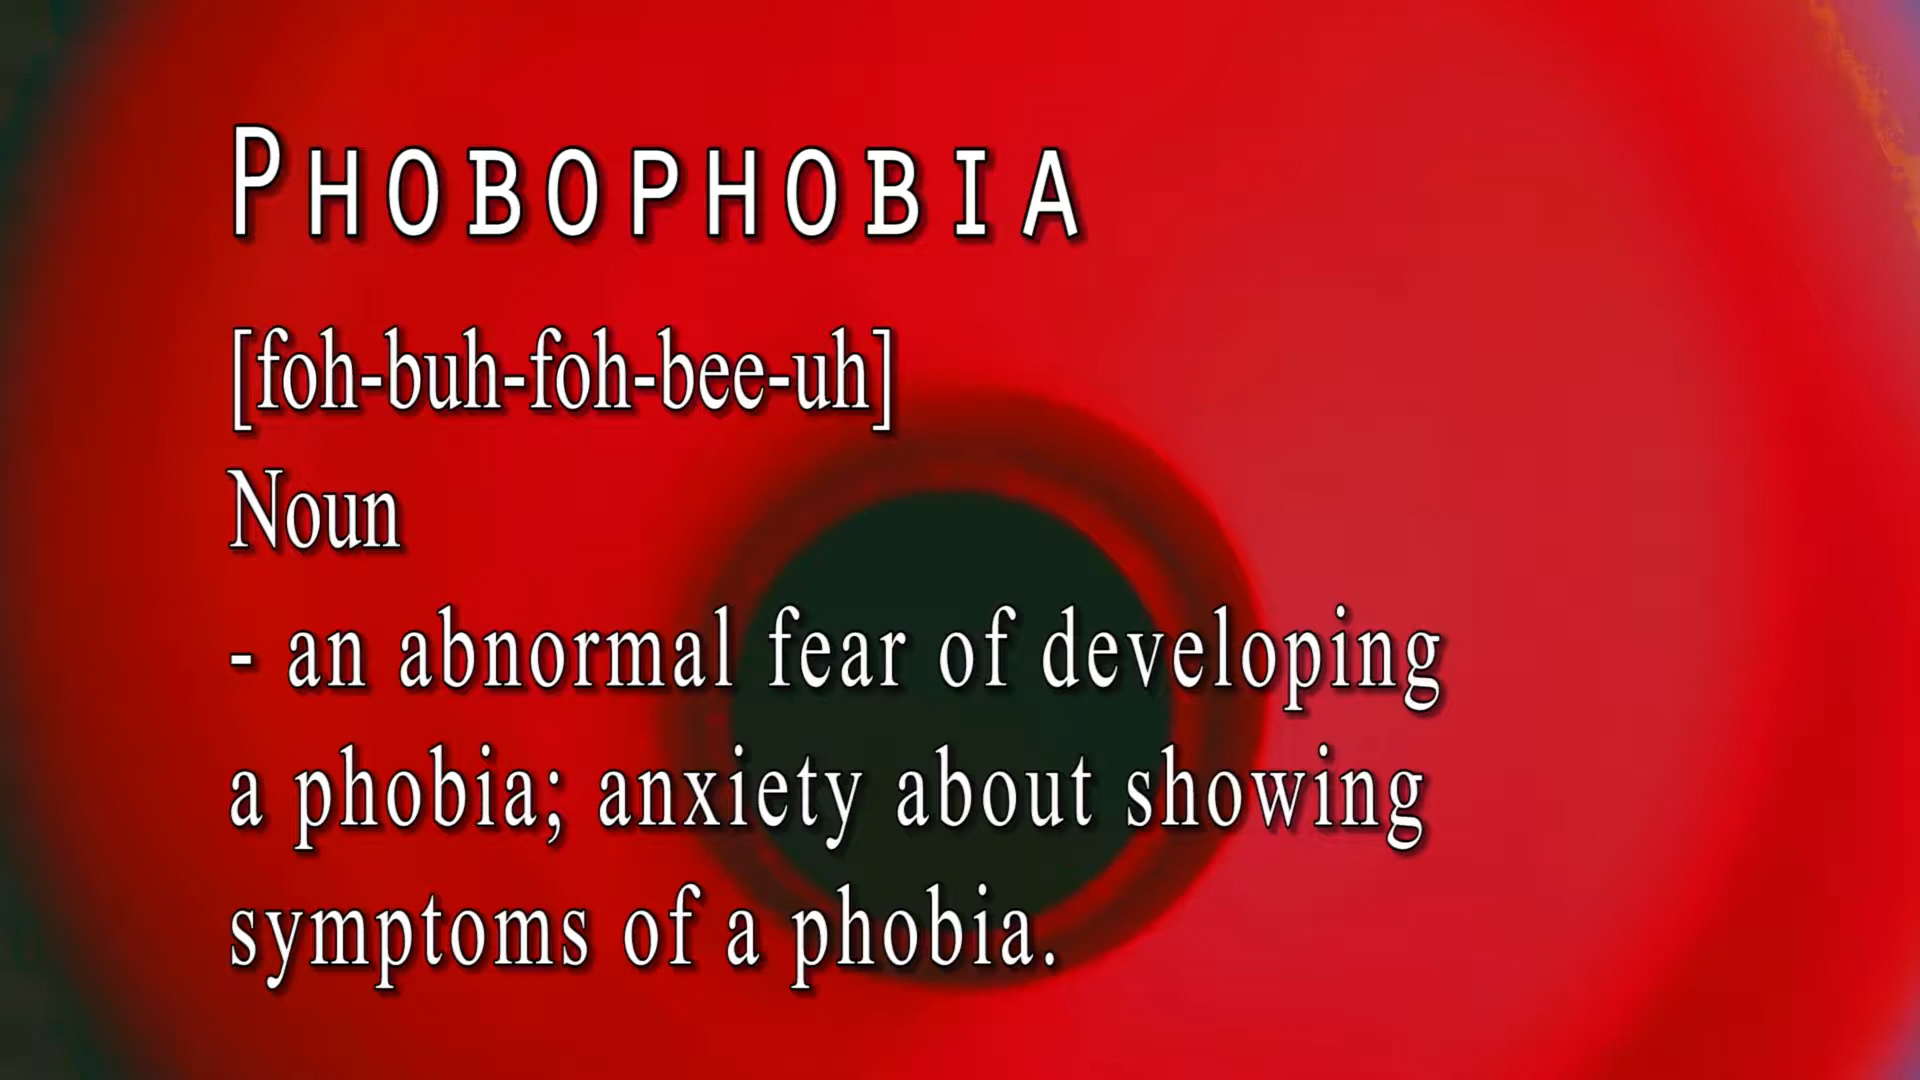 Phobophobia
[foh-buh-foh-bee-uh]
Noun
- an abnormal fear of developing
a phobia; anxiety about showing
symptoms of a phobia.